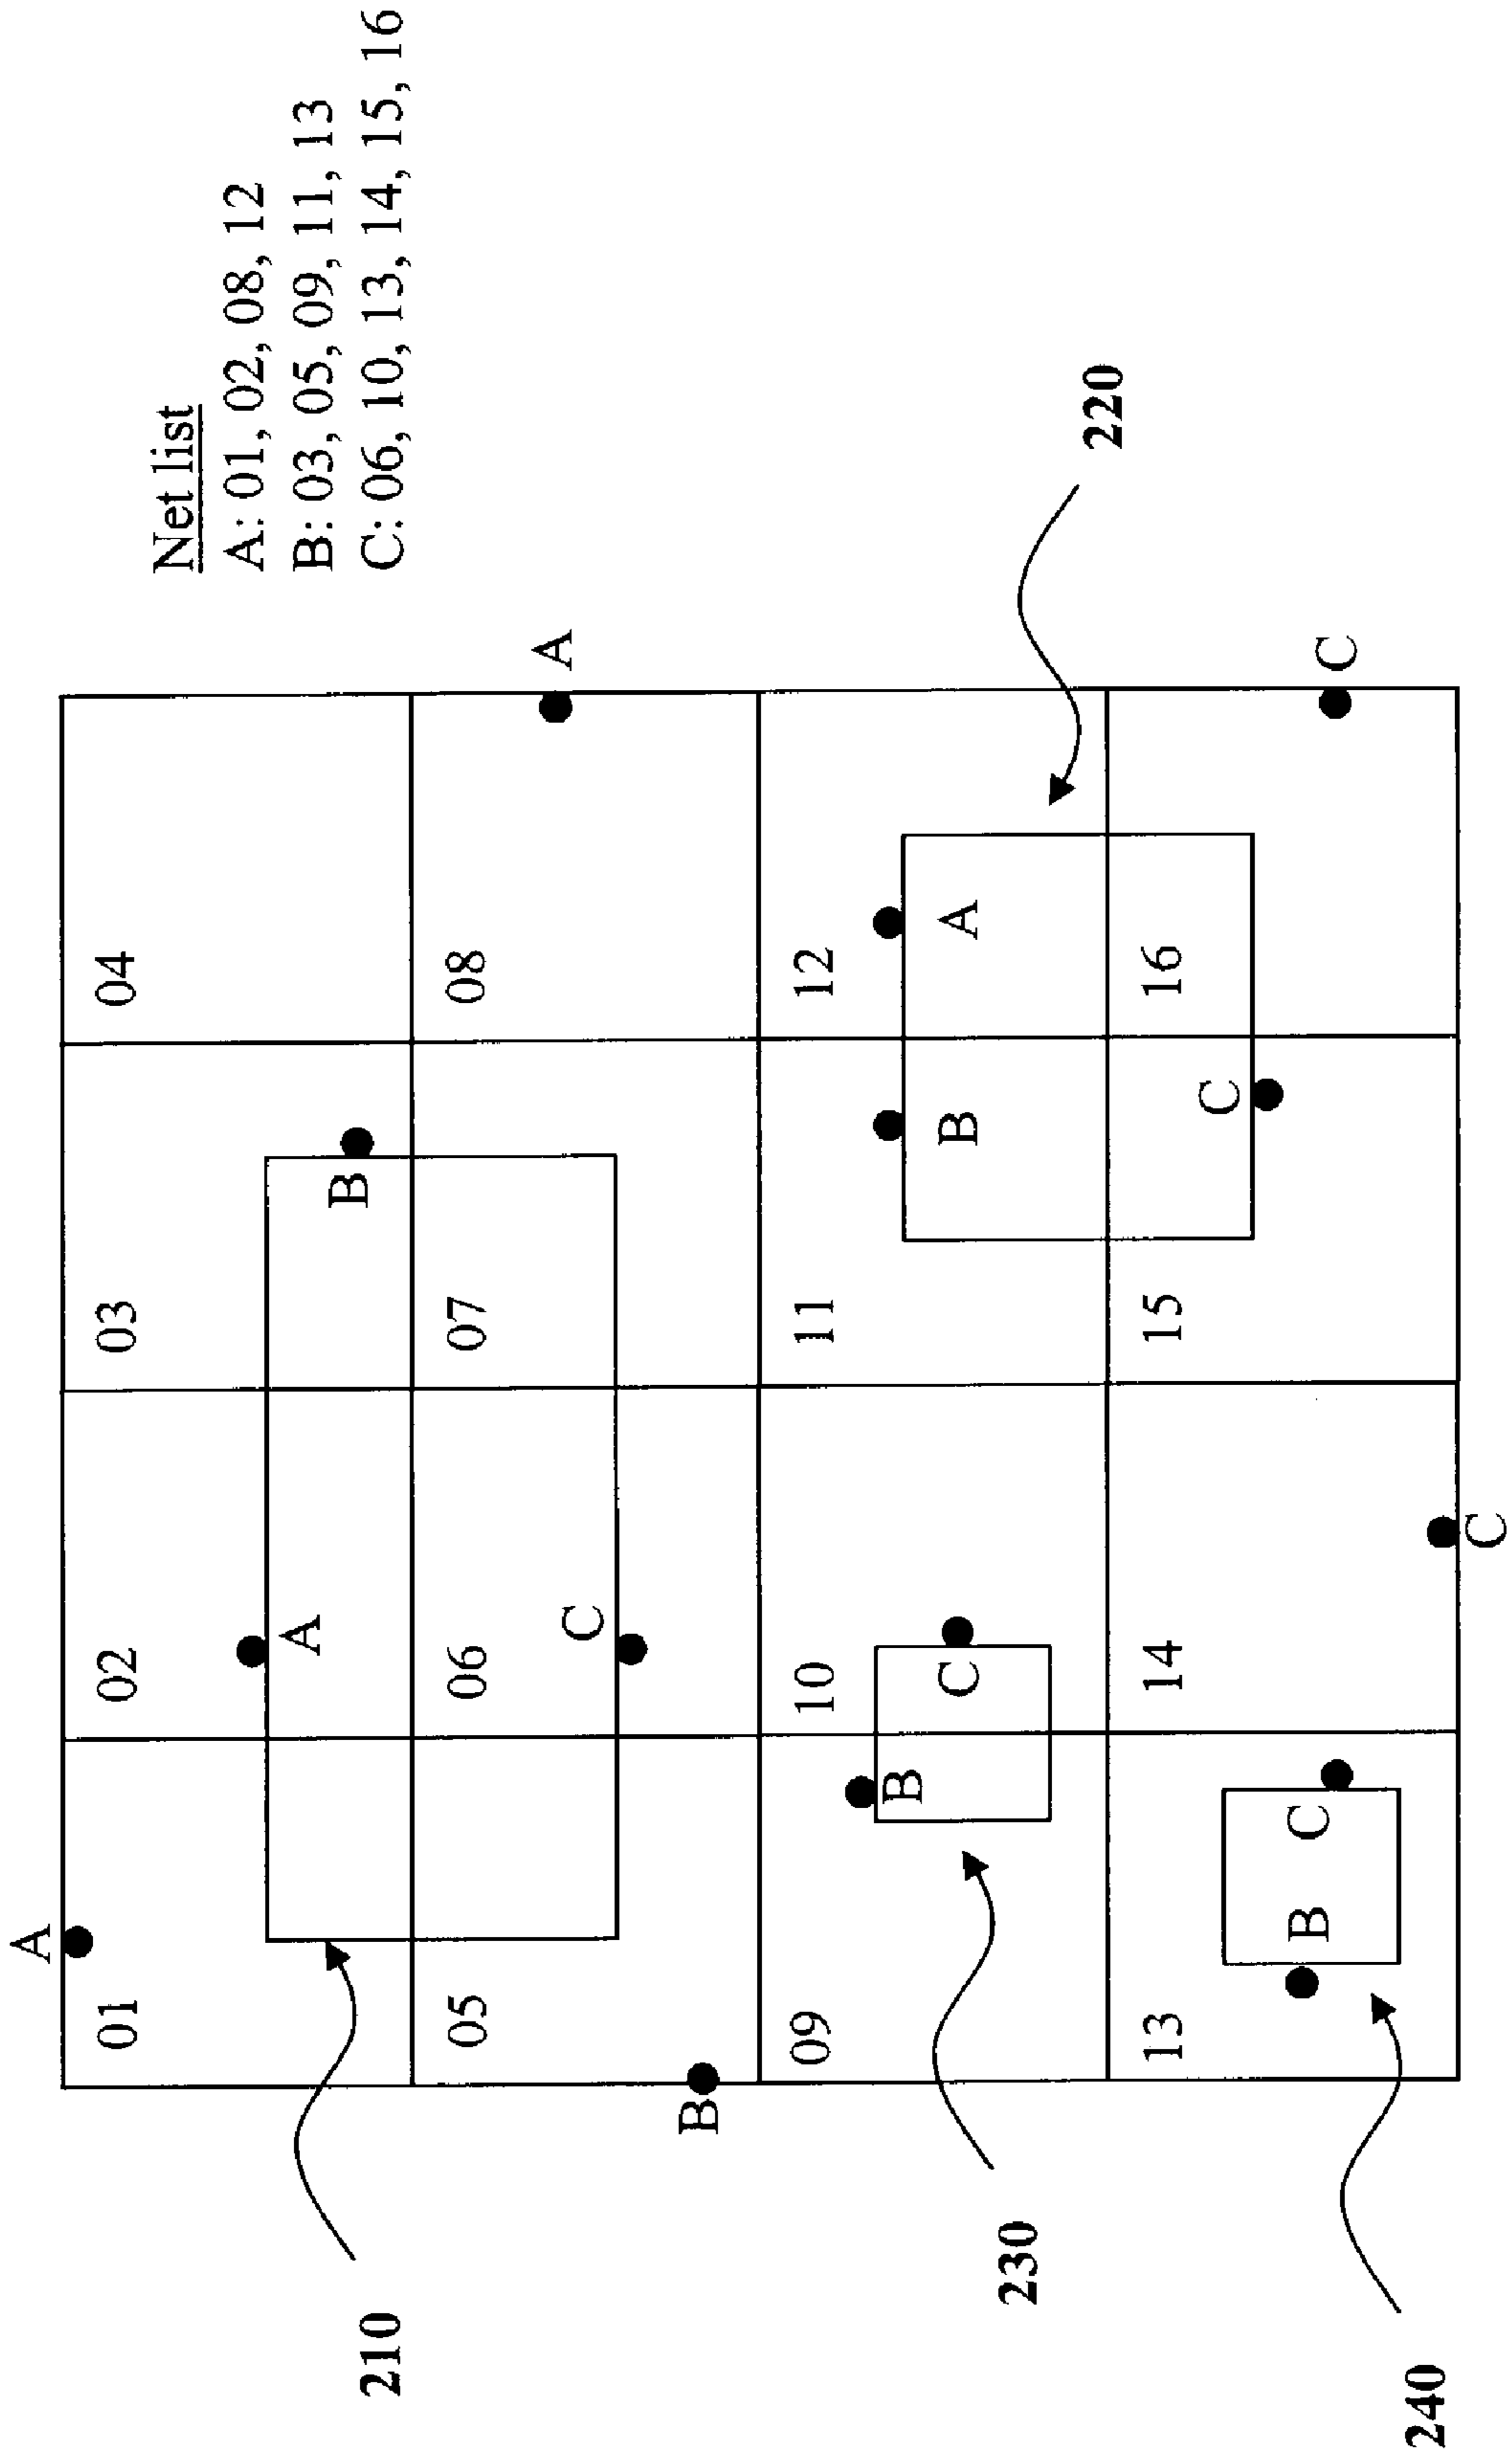 Net list
A: 01, 02, 08, 12
B: 03, 05, 09, 11, 13
C: 06, 10, 13, 14, 15, 16
A
01
02
03
04
A
B
210
05
06
07
08
A
C
B
09
10
11
12
B
C
B
A
220
230
13
14
15
16
C
B
C
C
C
240